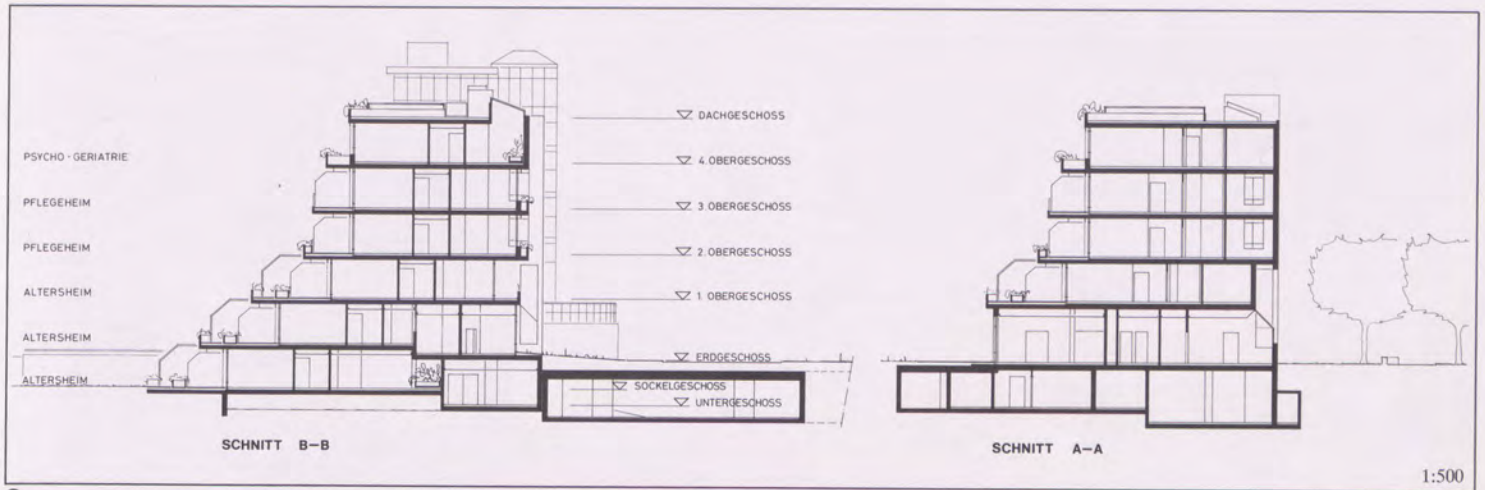 PSYCHO - GERIATRIE
PFLEGEHEIM
PFLEGEHEIM
ALTERSHEIM
ALTERSHEIM
ALTERSHEIM
DACHGESCHOSS
4. OBERGESCHOSS
3 OBERGESCHOSS
2. OBERGESCHOSS
1. OBERGESCHOSS
ERDGESCHOSS
SOCKELGESCHOSS
UNTERGESCHOSS
SCHNITT B-B
SCHNITT A-A
1:500